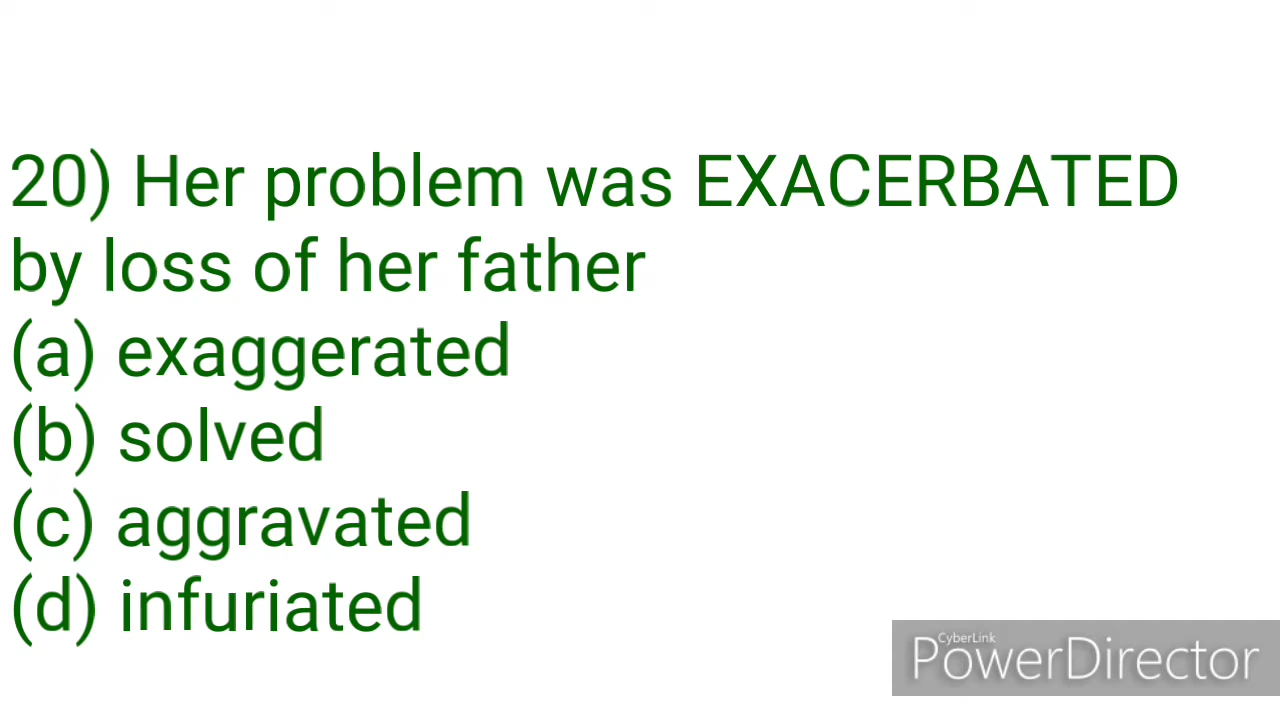 20) Her problem was EXACERBATED
by loss of her father
(a) exaggerated
(b) solved
(c) aggravated
(d) infuriated
CyberLink
PowerDirector